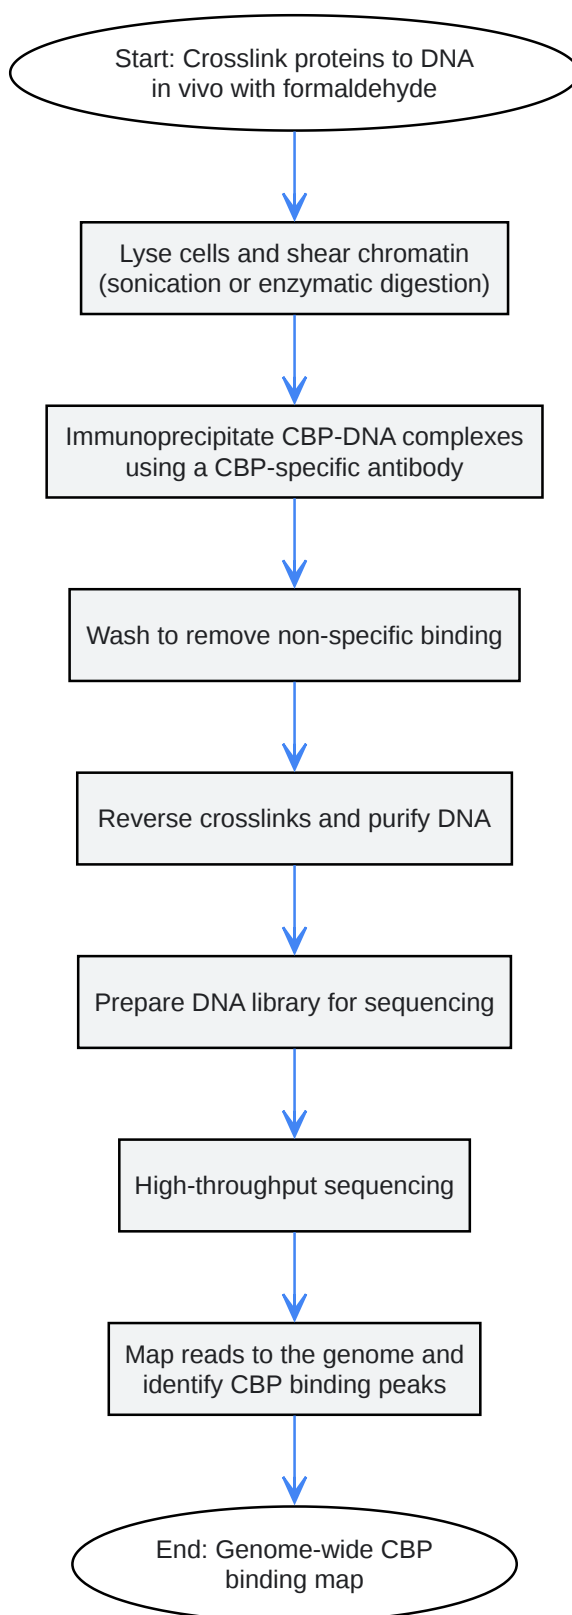 Start: Crosslink proteins to DNA
in vivo with formaldehyde
Lyse cells and shear chromatin
(sonication or enzymatic digestion)
Immunoprecipitate CBP-DNA complexes
using a CBP-specific antibody
Wash to remove non-specific binding
Reverse crosslinks and purify DNA
Prepare DNA library for sequencing
High-throughput sequencing
Map reads to the genome and
identify CBP binding peaks
End: Genome-wide CBP
binding map